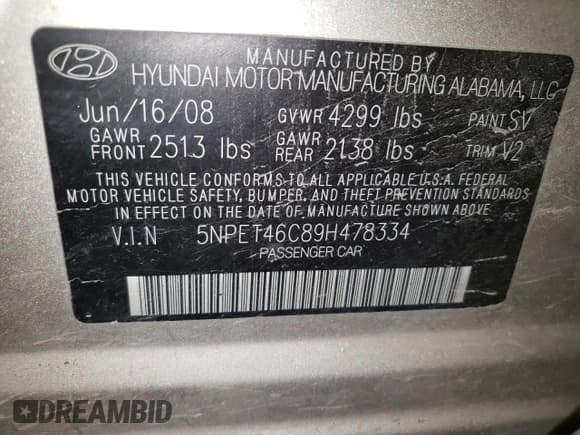 MANUFACTURED BY
HYUNDAI MOTOR MANUFACTURING ALABAMA, LLC
Jun/16/08 GVWR 4299 lbs PAINT SV
GAWR FRONT 2513 lbs GAWR REAR 2138 lbs TRIM V2
THIS VEHICLE CONFORMS TO ALL APPLICABLE U.S.A. FEDERAL
MOTOR VEHICLE SAFETY, BUMPER, AND THEFT PREVENTION STANDARDS
IN EFFECT ON THE DATE OF MANUFACTURE SHOWN ABOVE.
V.I.N 5NPET46C89H478334
PASSENGER CAR
DREAMBID